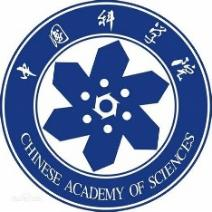 中国科学院
CHINESE ACADEMY OF SCIENCES